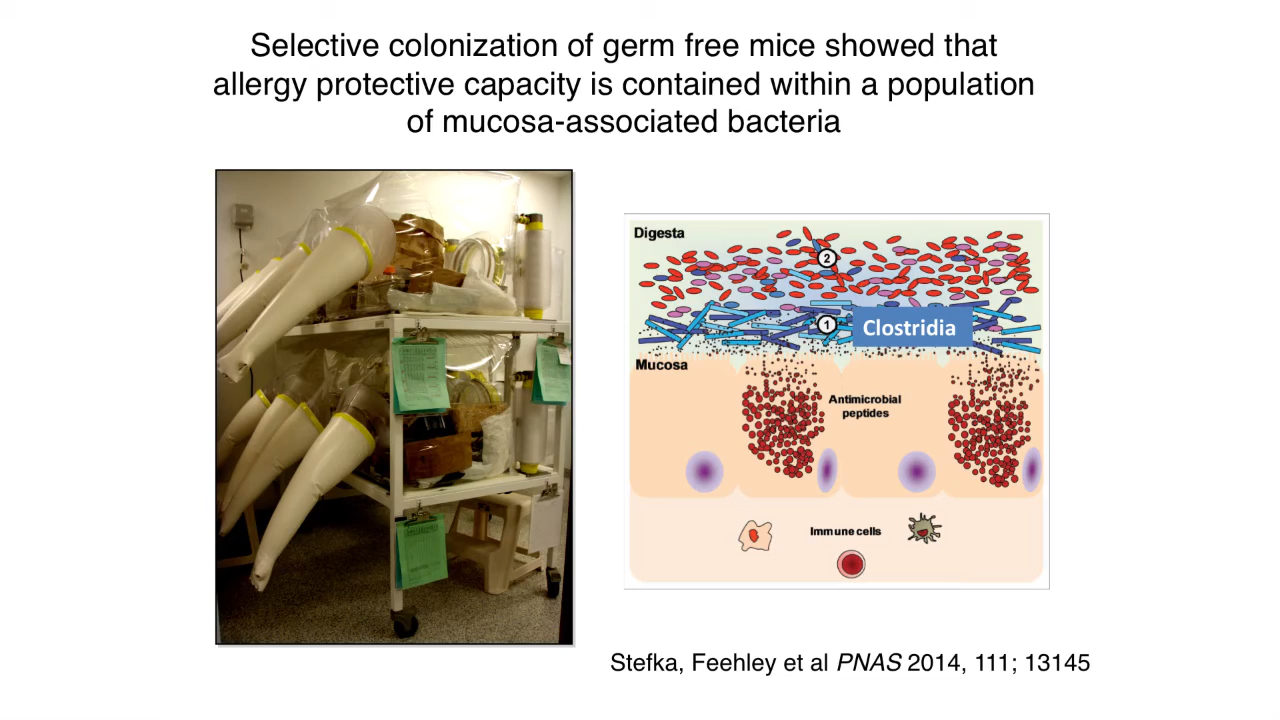 Selective colonization of germ free mice showed that
allergy protective capacity is contained within a population
of mucosa-associated bacteria
Digesta
2
1
Clostridia
Mucosa
Antimicrobial
peptides
Immune cells
Stefka, Feehley et al PNAS 2014, 111; 13145